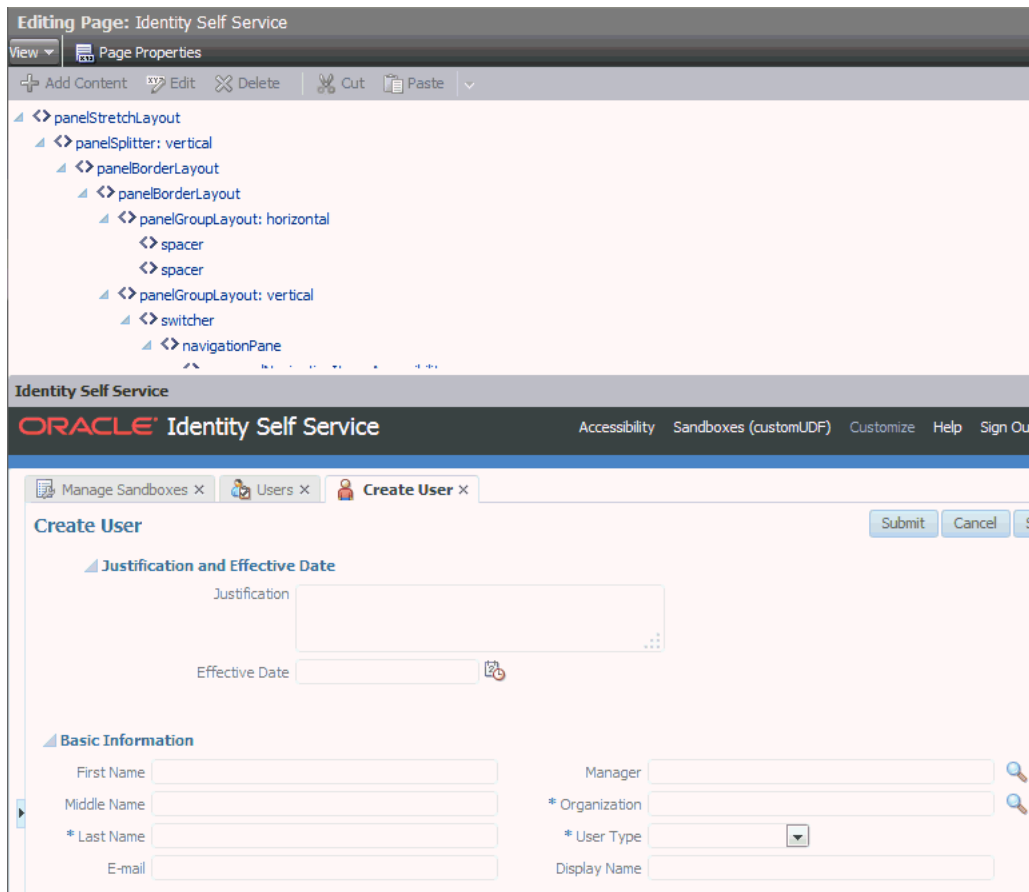 Editing Page: Identity Self Service
View Page Properties
Add Content Edit Delete Cut Paste
panelStretchLayout
panelSplitter: vertical
panelBorderLayout
panelBorderLayout
panelGroupLayout: horizontal
spacer
spacer
panelGroupLayout: vertical
switcher
navigationPane
Identity Self Service
ORACLE Identity Self Service Accessibility Sandboxes (customUDF) Customize Help Sign Ou
Manage Sandboxes Users Create User
Create User Submit Cancel
Justification and Effective Date
Justification
Effective Date
Basic Information
First Name Manager
Middle Name * Organization
* Last Name * User Type
E-mail Display Name